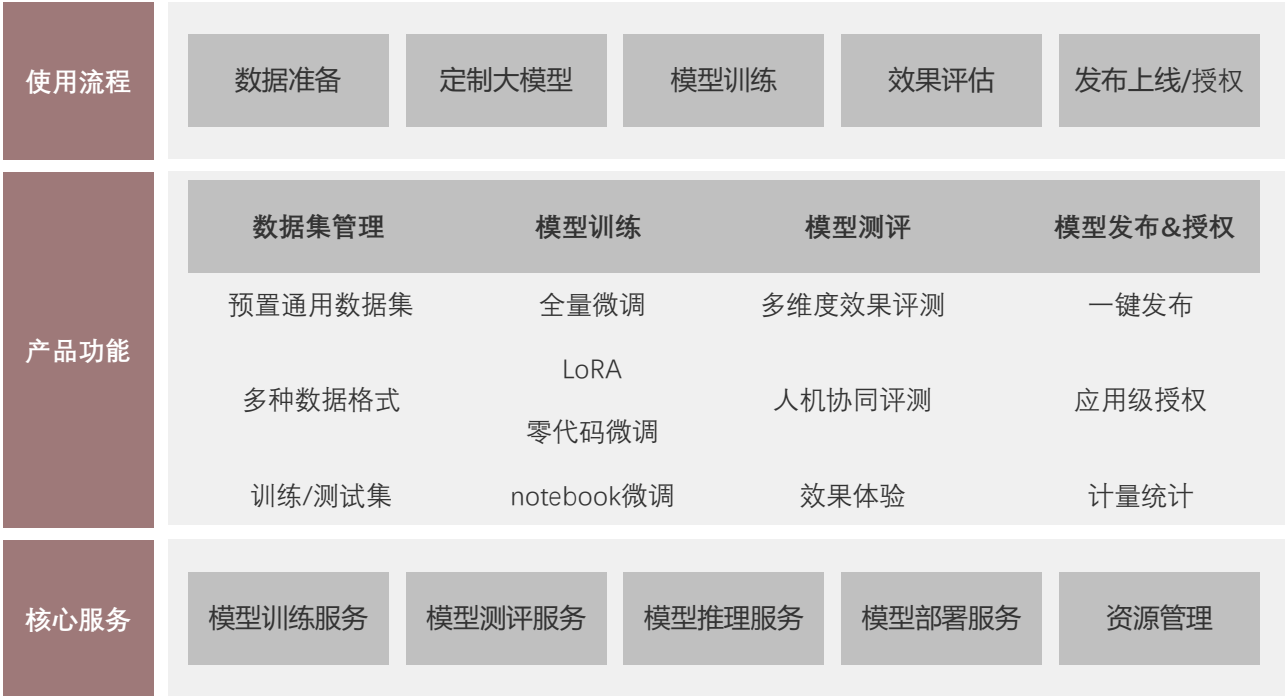 使用流程
数据准备
定制大模型
模型训练
效果评估
发布上线/授权
产品功能
数据集管理
模型训练
模型测评
模型发布&授权
预置通用数据集
全量微调
多维度效果评测
一键发布
多种数据格式
LoRA
零代码微调
人机协同评测
应用级授权
训练/测试集
notebook微调
效果体验
计量统计
核心服务
模型训练服务
模型测评服务
模型推理服务
模型部署服务
资源管理